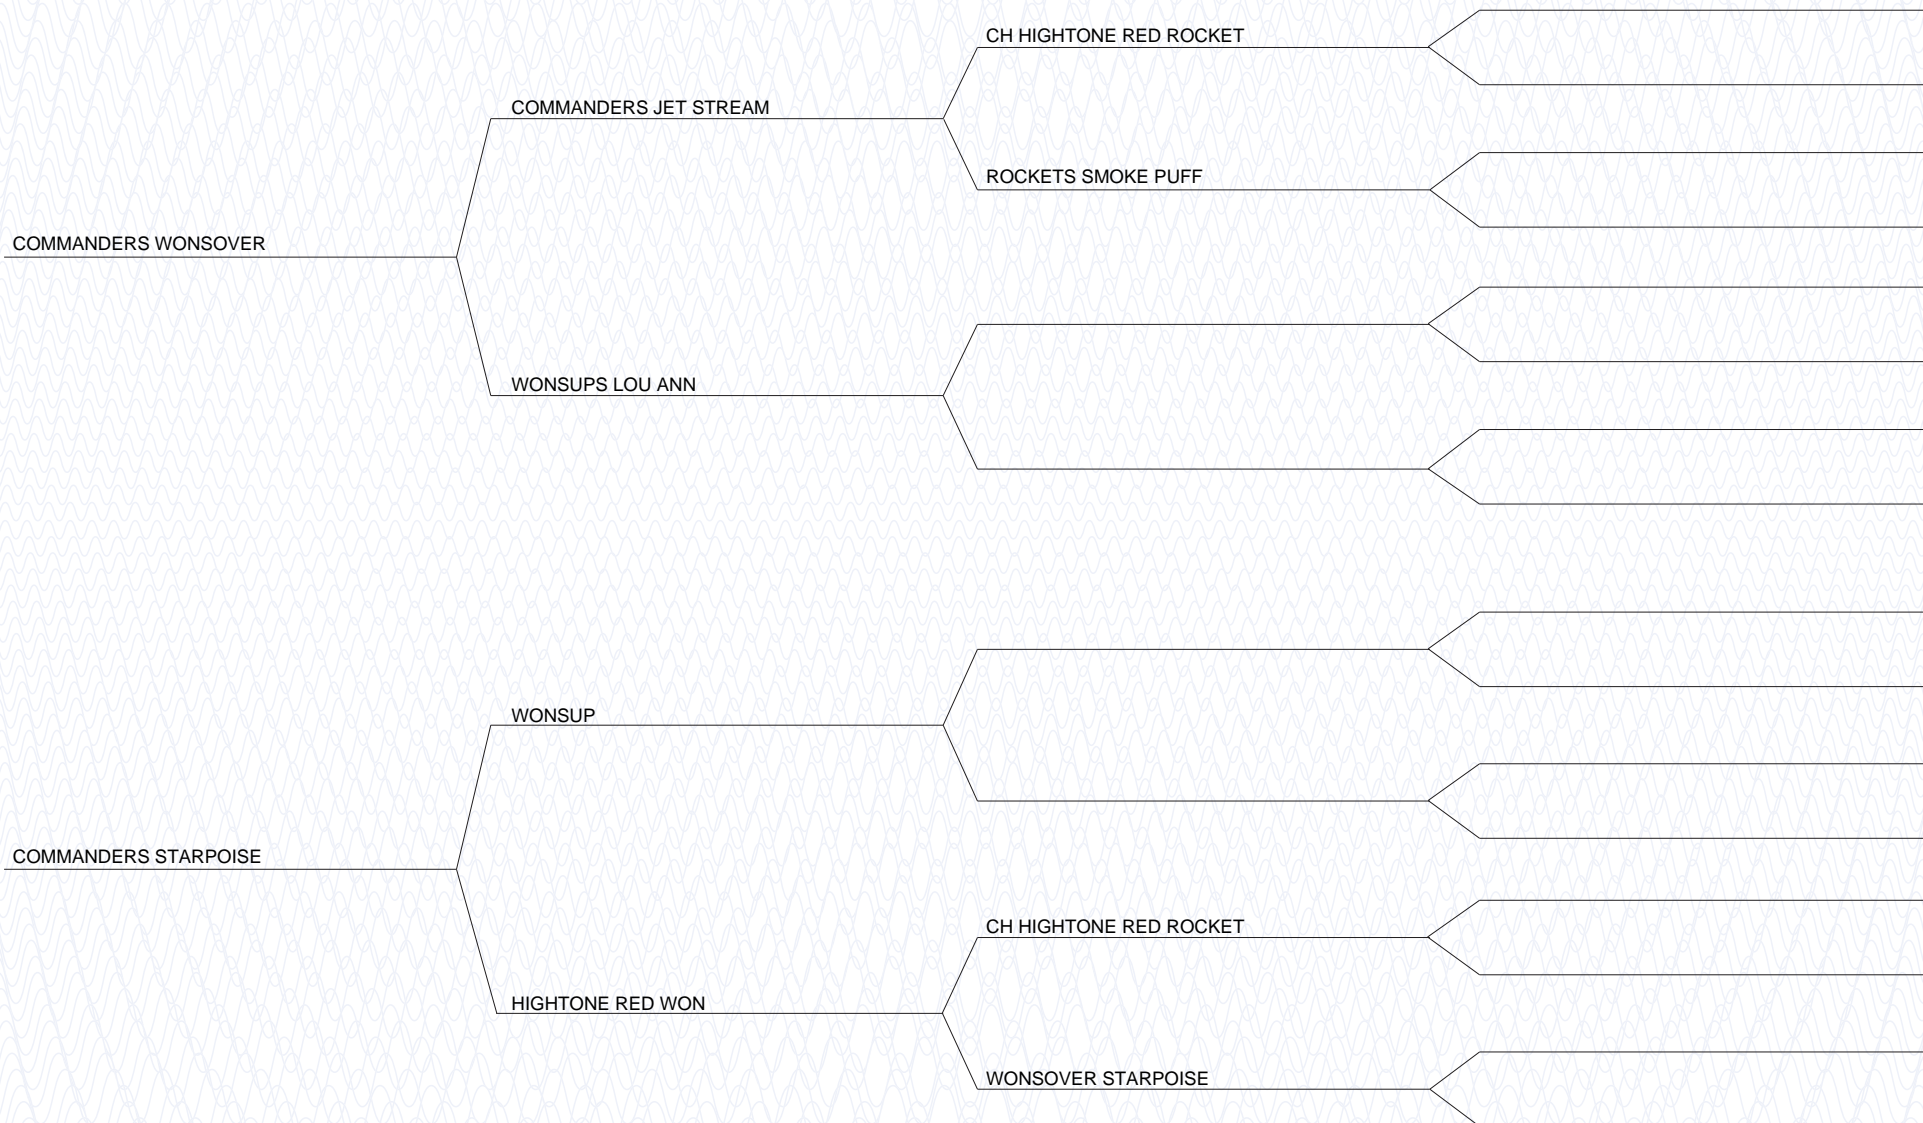 CH HIGHTONE RED ROCKET
COMMANDERS JET STREAM
ROCKETS SMOKE PUFF
COMMANDERS WONSOVER
WONSUPS LOU ANN
WONSUP
COMMANDERS STARPOISE
CH HIGHTONE RED ROCKET
HIGHTONE RED WON
WONSOVER STARPOISE